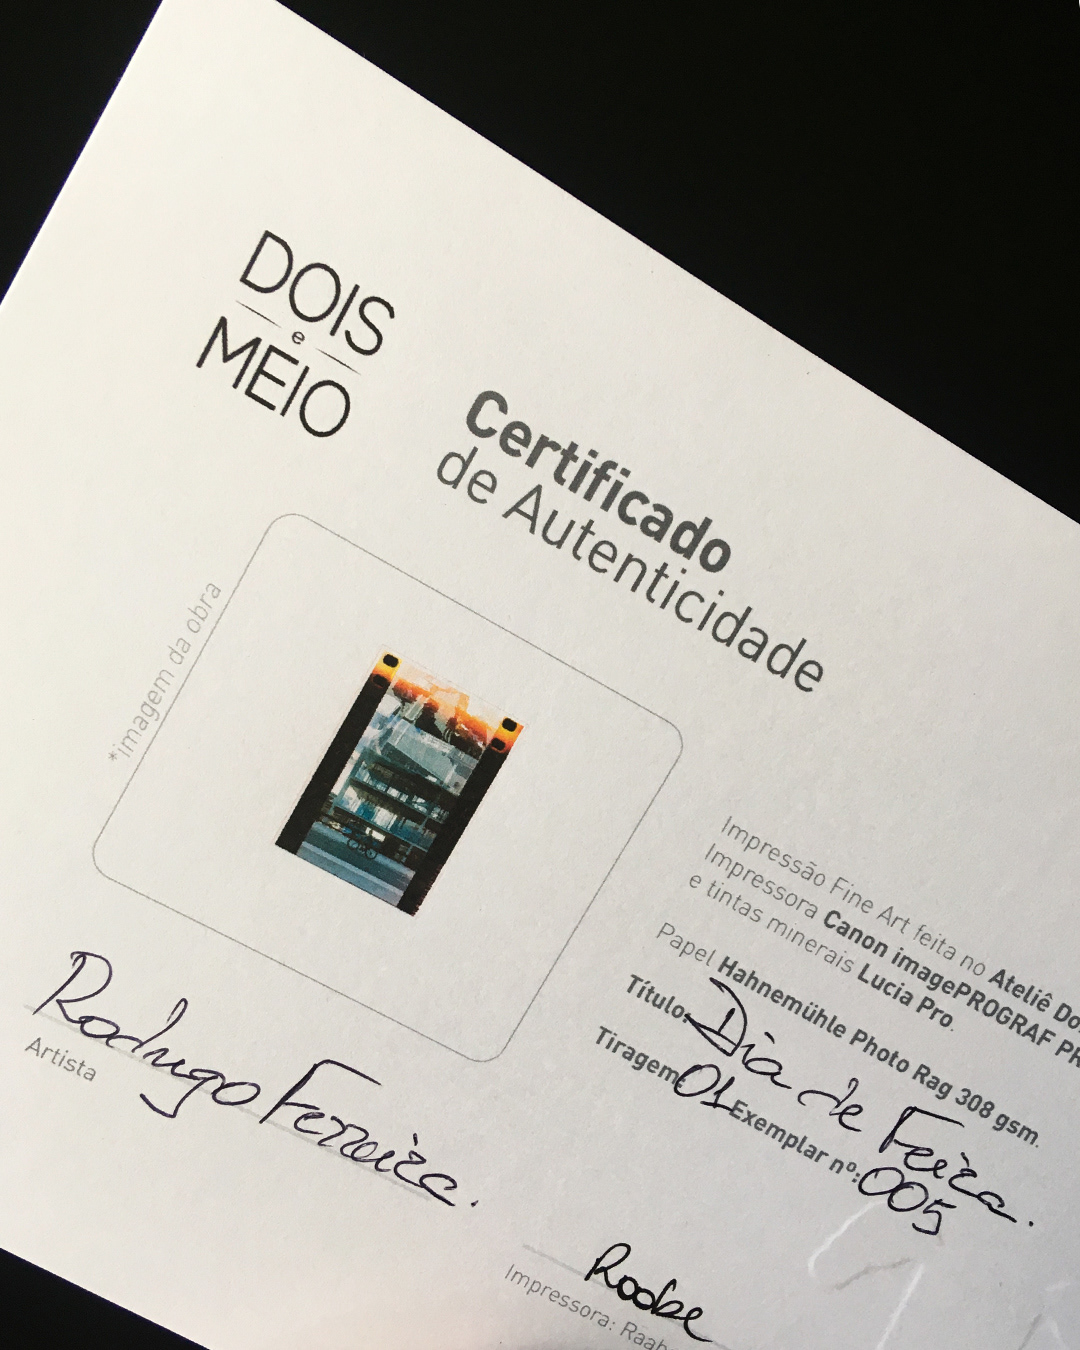 DOIS
e
MEIO
Certificado
de Autenticidade
*imagem da obra
Impressão Fine Art feita no Ateliê
Impressora Canon imagePROGRAF
e tintas minerais Lucia Pro.
Papel Hahnemühle Photo Rag 308 gsm.
Título: Dia de Feira.
Tiragem 01 Exemplar nº: 005
Rodrigo Ferreira.
Artista
Impressora: